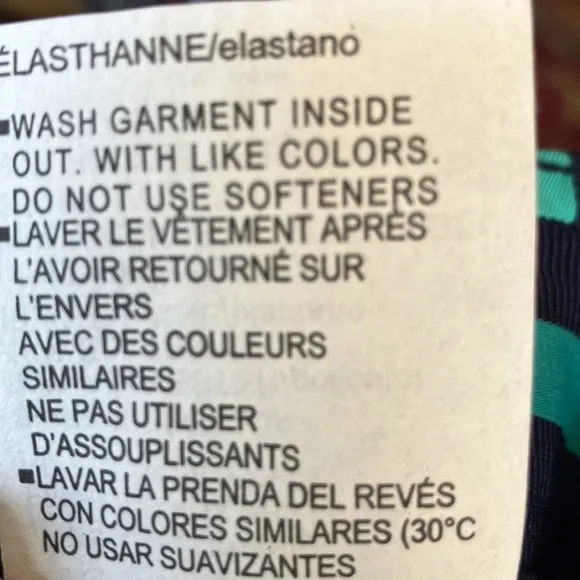 ÉLASTHANNE/elastano
▪WASH GARMENT INSIDE
OUT. WITH LIKE COLORS.
DO NOT USE SOFTENERS
▪LAVER LE VÊTEMENT APRÈS
L'AVOIR RETOURNÉ SUR
L'ENVERS
AVEC DES COULEURS
SIMILAIRES
NE PAS UTILISER
D'ASSOUPLISSANTS
▪LAVAR LA PRENDA DEL REVÉS
CON COLORES SIMILARES (30°C
NO USAR SUAVIZANTES